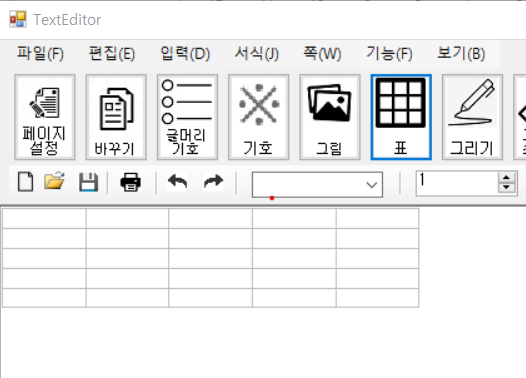 TextEditor
파일(F) 편집(E) 입력(D) 서식(J) 쪽(W) 기능(F) 보기(B)
페이지 설정 바꾸기 글머리 기호 기호 그림 표 그리기
1